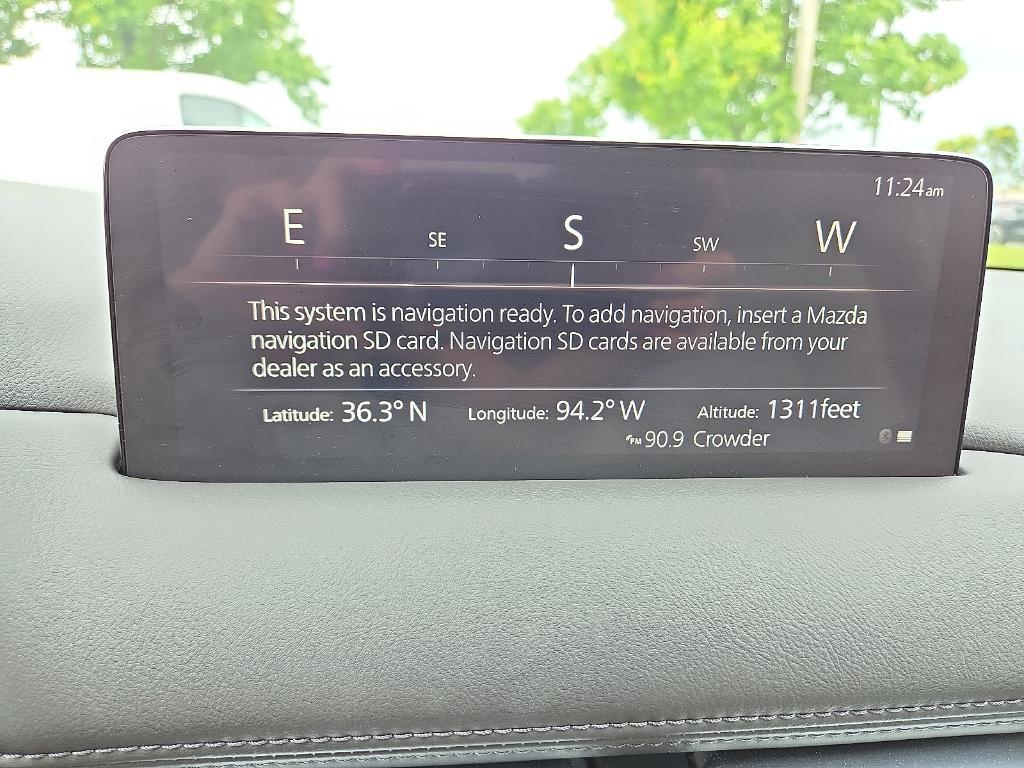 11:24am
E SE S SW W
This system is navigation ready. To add navigation, insert a Mazda
navigation SD card. Navigation SD cards are available from your
dealer as an accessory.
Latitude: 36.3° N Longitude: 94.2° W Altitude: 1311feet
FM 90.9 Crowder